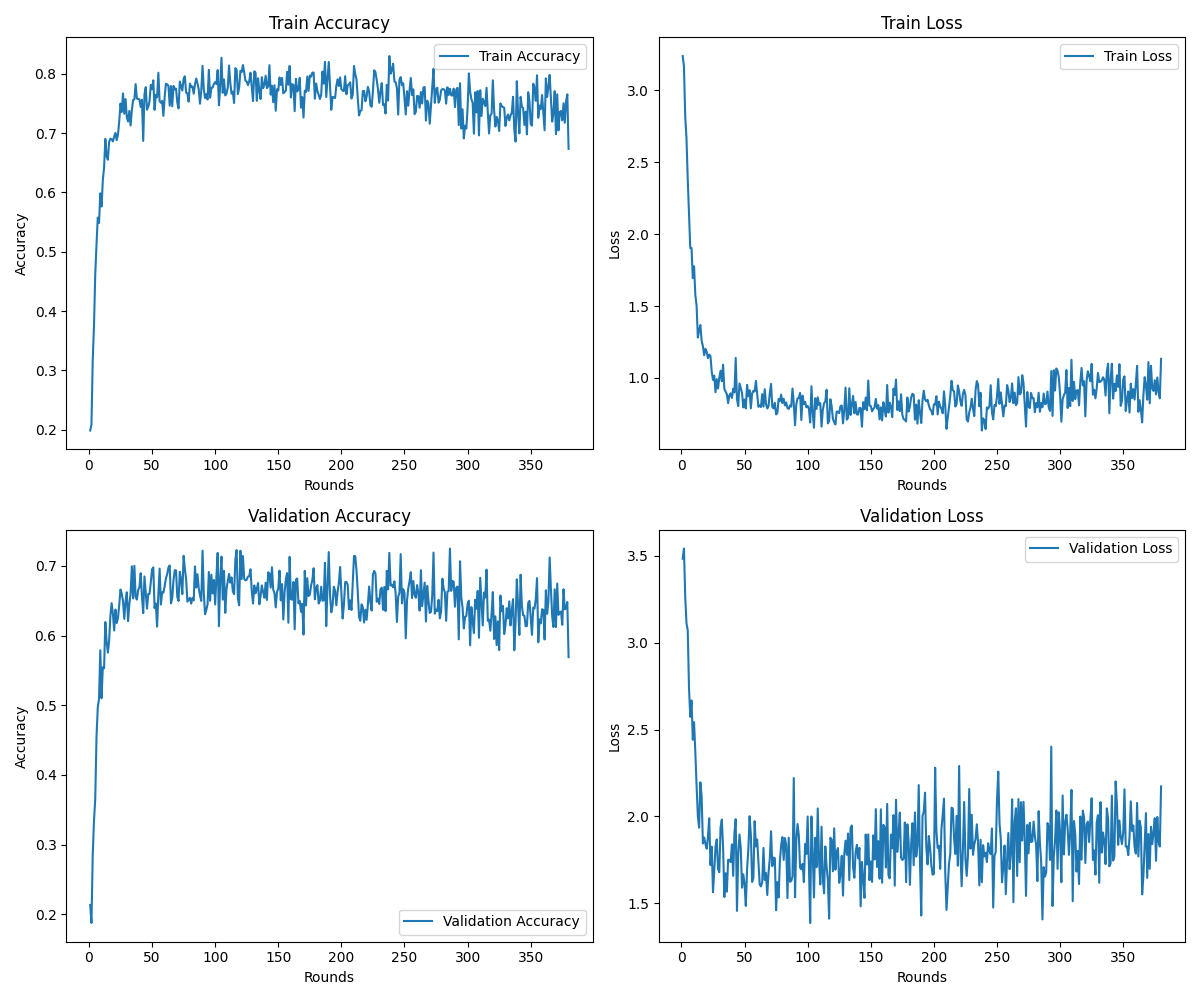 Train Accuracy
Train Accuracy
0.8
0.7
0.6
0.5
0.4
0.3
0.2
Accuracy
0 50 100 150 200 250 300 350
Rounds
Train Loss
Train Loss
3.0
2.5
2.0
1.5
1.0
Loss
0 50 100 150 200 250 300 350
Rounds
Validation Accuracy
0.7
0.6
0.5
0.4
0.3
0.2
Accuracy
Validation Accuracy
0 50 100 150 200 250 300 350
Rounds
Validation Loss
Validation Loss
3.5
3.0
2.5
2.0
1.5
Loss
0 50 100 150 200 250 300 350
Rounds